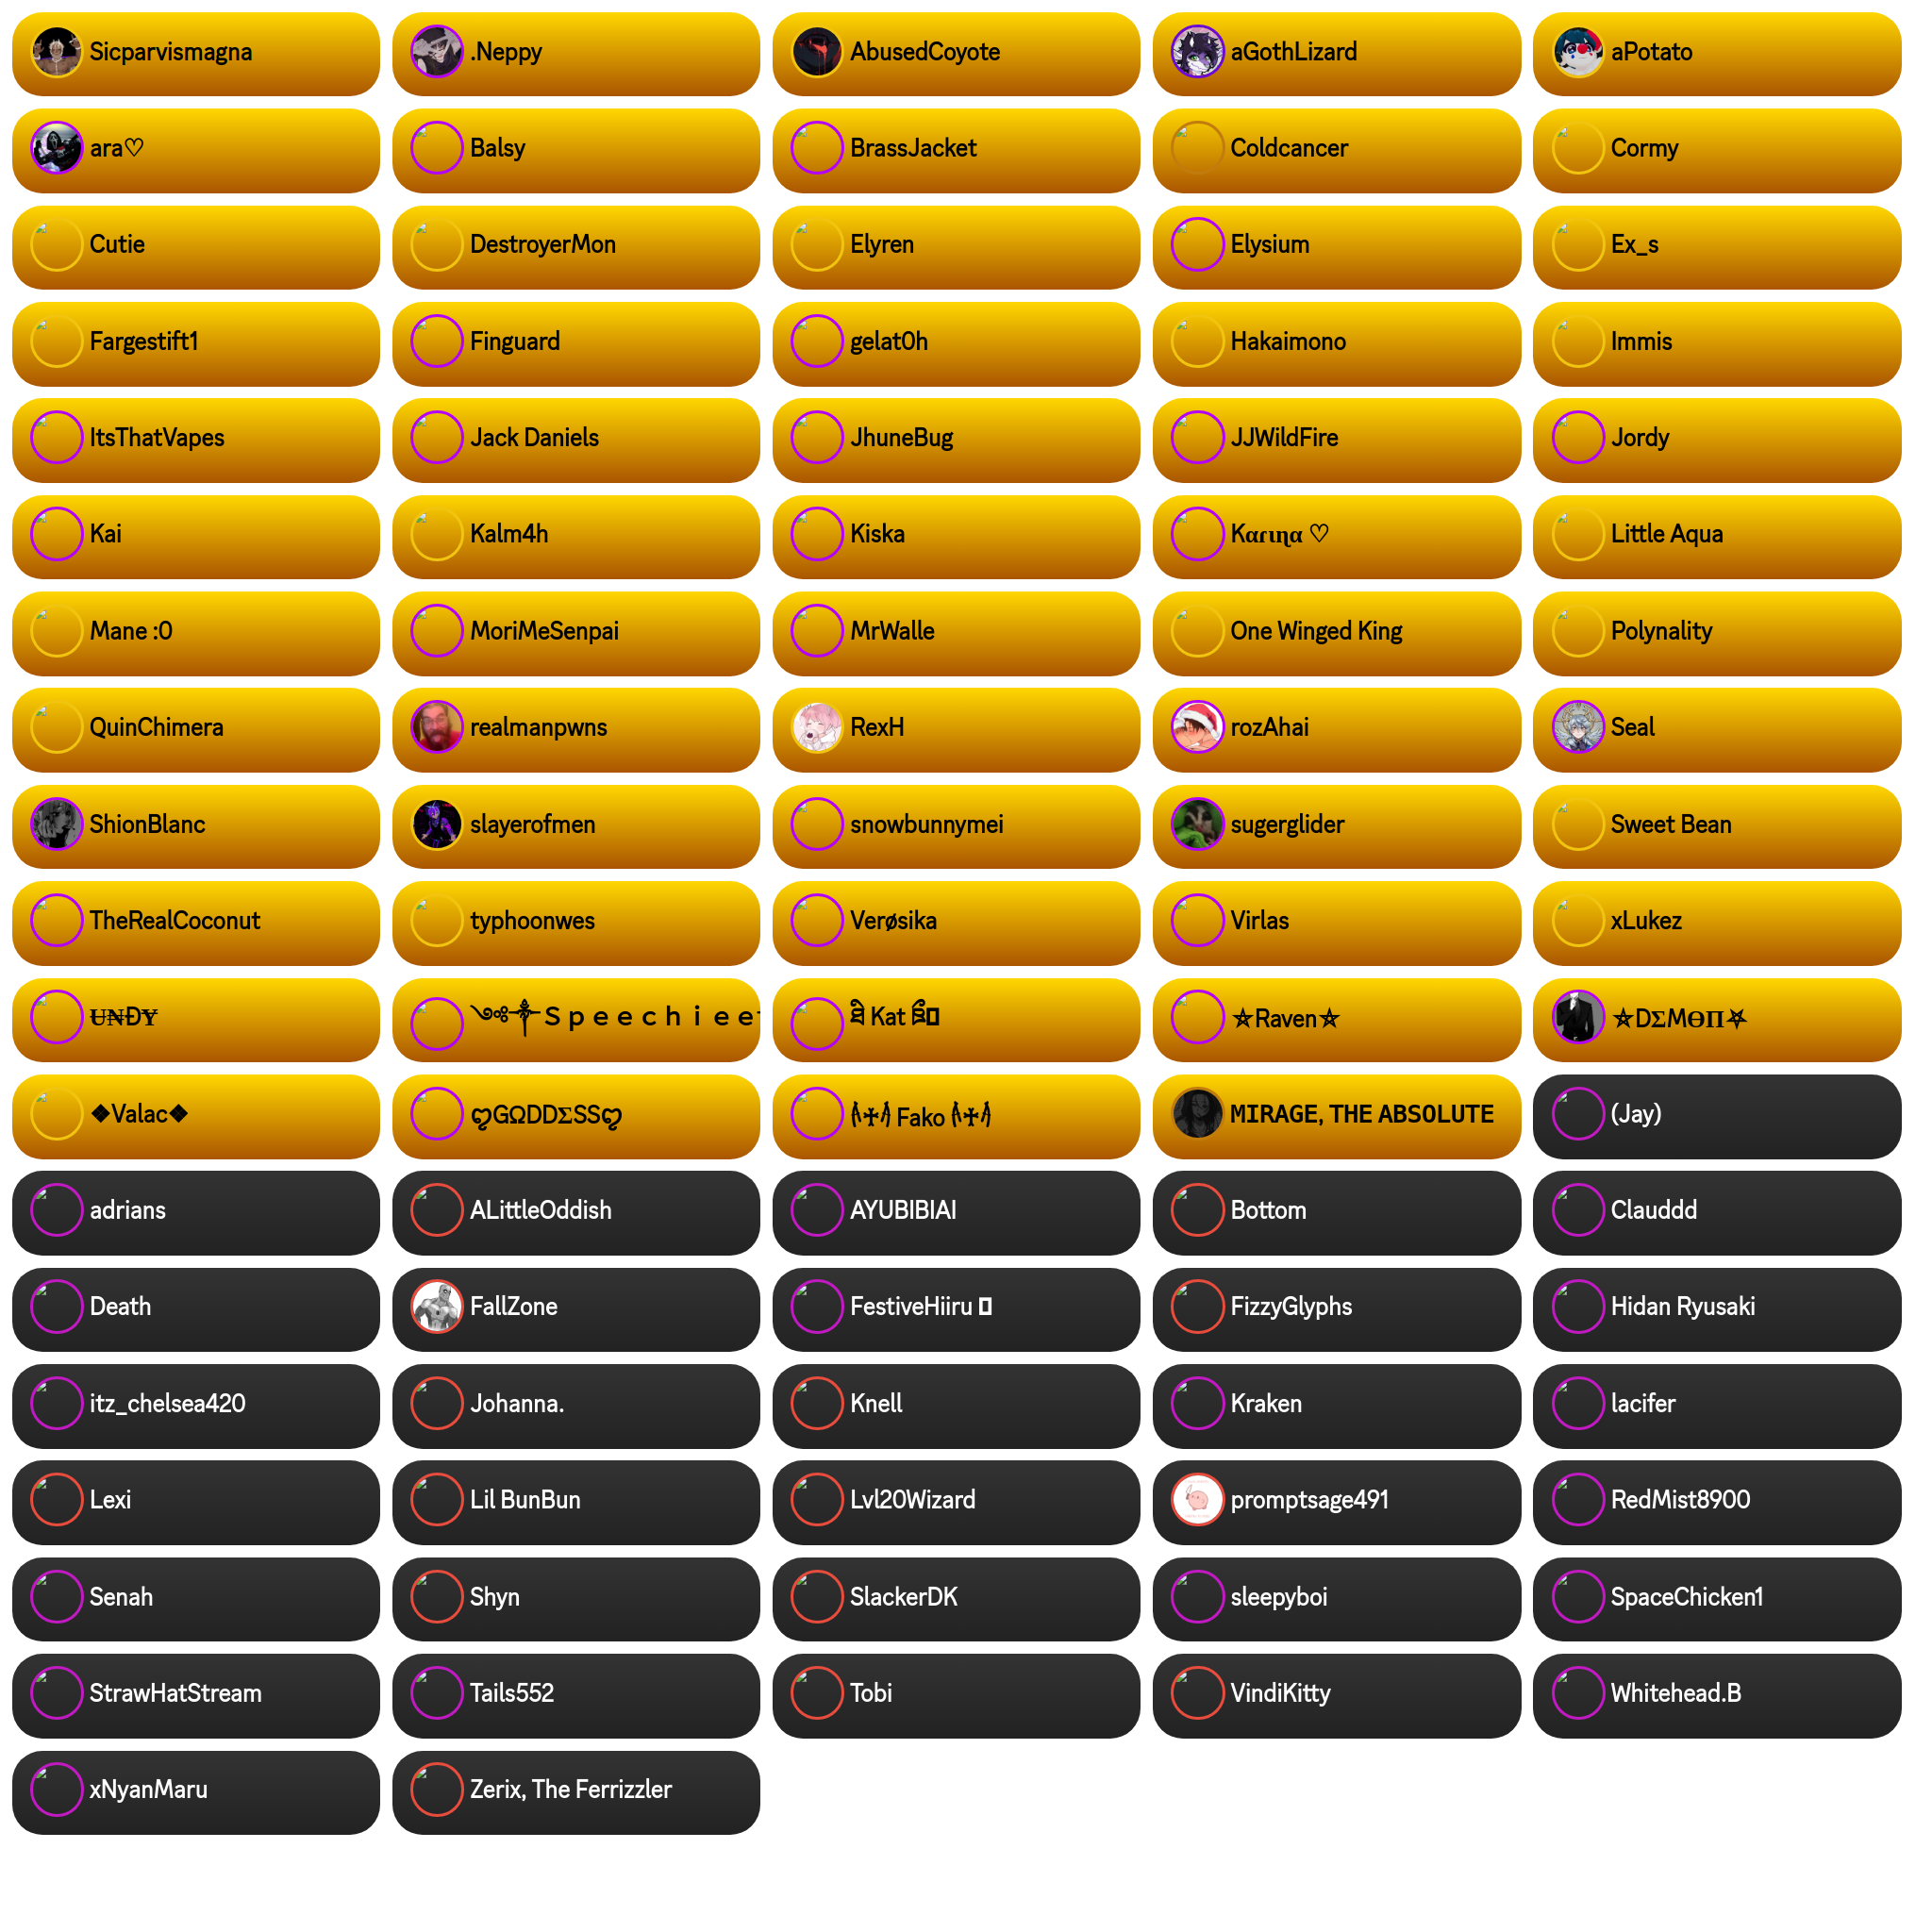 Sicparvismagna
.Neppy
AbusedCoyote
aGothLizard
aPotato
ara♡
Balsy
BrassJacket
Coldcancer
Cormy
Cutie
DestroyerMon
Elyren
Elysium
Ex_s
Fargestift1
Finguard
gelat0h
Hakaimono
Immis
ItsThatVapes
Jack Daniels
JhuneBug
JJWildFire
Jordy
Kai
Kalm4h
Kiska
Kαɾιɳα ♡
Little Aqua
Mane :0
MoriMeSenpai
MrWalle
One Winged King
Polynality
QuinChimera
realmanpwns
RexH
rozAhai
Seal
ShionBlanc
slayerofmen
snowbunnymei
sugerglider
Sweet Bean
TheRealCoconut
typhoonwes
Verøsika
Virlas
xLukez
Ʉ₦ĐɎ
༺༒Ｓｐｅｅｃｈｉｅｅ
Kat
⛤Raven⛤
⛤DΣMӨП⛧
❖Valac❖
ღGΩDDΣSSღ
Fako
MIRAGE, THE ABSOLUTE
(Jay)
adrians
ALittleOddish
AYUBIBIAI
Bottom
Clauddd
Death
FallZone
FestiveHiiru
FizzyGlyphs
Hidan Ryusaki
itz_chelsea420
Johanna.
Knell
Kraken
lacifer
Lexi
Lil BunBun
Lvl20Wizard
promptsage491
RedMist8900
Senah
Shyn
SlackerDK
sleepyboi
SpaceChicken1
StrawHatStream
Tails552
Tobi
VindiKitty
Whitehead.B
xNyanMaru
Zerix, The Ferrizzler